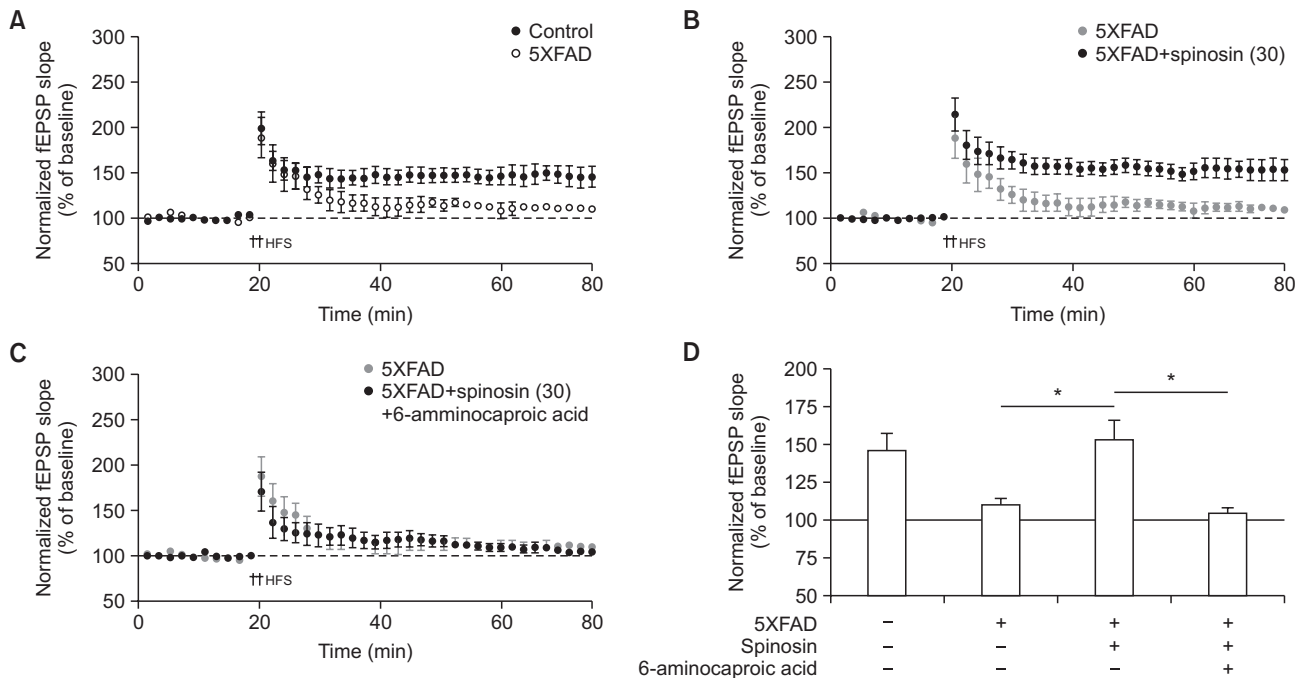 A
Normalized fEPSP slope
(% of baseline)
300
250
200
150
100
50
Control
5XFAD
††HFS
0
20
40
60
80
Time (min)
B
Normalized fEPSP slope
(% of baseline)
300
250
200
150
100
50
5XFAD
5XFAD+spinosin (30)
††HFS
0
20
40
60
80
Time (min)
C
Normalized fEPSP slope
(% of baseline)
300
250
200
150
100
50
5XFAD
5XFAD+spinosin (30)
+6-amminocaproic acid
††HFS
0
20
40
60
80
Time (min)
D
Normalized fEPSP slope
(% of baseline)
200
175
150
125
100
75
50
* *
5XFAD – + + +
Spinosin – – + +
6-aminocaproic acid – – – +